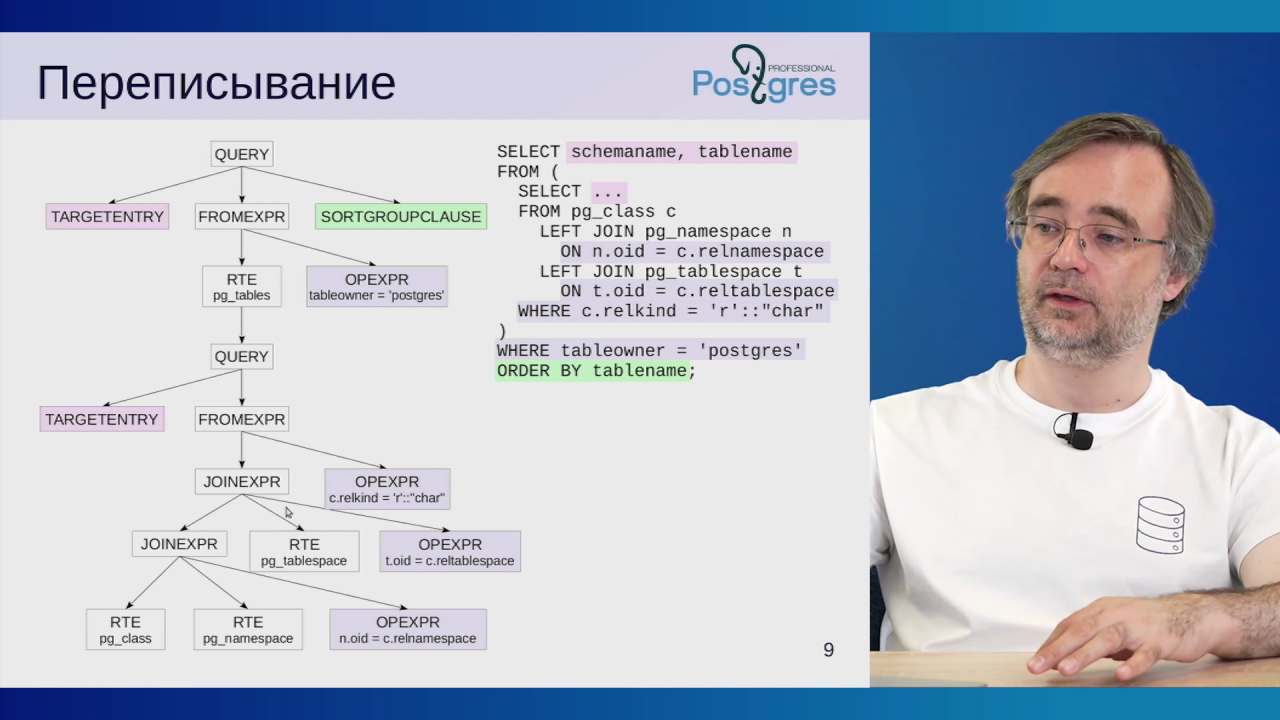 Переписывание
PROFESSIONAL
Postgres
QUERY
TARGETENTRY
FROMEXPR
SORTGROUPCLAUSE
RTE
pg_tables
OPEXPR
tableowner = 'postgres'
QUERY
TARGETENTRY
FROMEXPR
JOINEXPR
OPEXPR
c.relkind = 'r'::"char"
JOINEXPR
RTE
pg_tablespace
OPEXPR
t.oid = c.reltablespace
RTE
pg_class
RTE
pg_namespace
OPEXPR
n.oid = c.relnamespace
SELECT schemaname, tablename
FROM (
SELECT ...
FROM pg_class c
LEFT JOIN pg_namespace n
ON n.oid = c.relnamespace
LEFT JOIN pg_tablespace t
ON t.oid = c.reltablespace
WHERE c.relkind = 'r'::"char"
)
WHERE tableowner = 'postgres'
ORDER BY tablename;
9